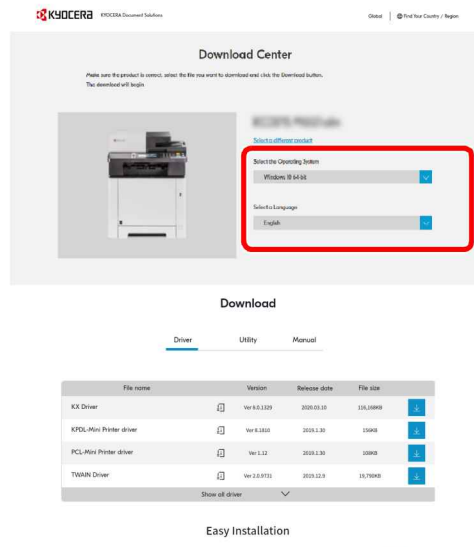 KYOCERA KYOCERA Document Solutions Global Find Your Country / Region
Download Center
Make sure the product is correct, select the file you want to download and click the Download button.
The download will begin
Select a different product
Select the Operating System
Windows 10 64-bit
Select a Language
English
Download
Driver Utility Manual
File name Version Release date File size
KX Driver Ver 8.0.1329 2020.03.10 116,168KB
KPDL-Mini Printer driver Ver 8.1810 2019.1.30 156KB
PCL-Mini Printer driver Ver 1.12 2019.1.30 108KB
TWAIN Driver Ver 2.0.9731 2019.12.9 19,790KB
Show all driver
Easy Installation